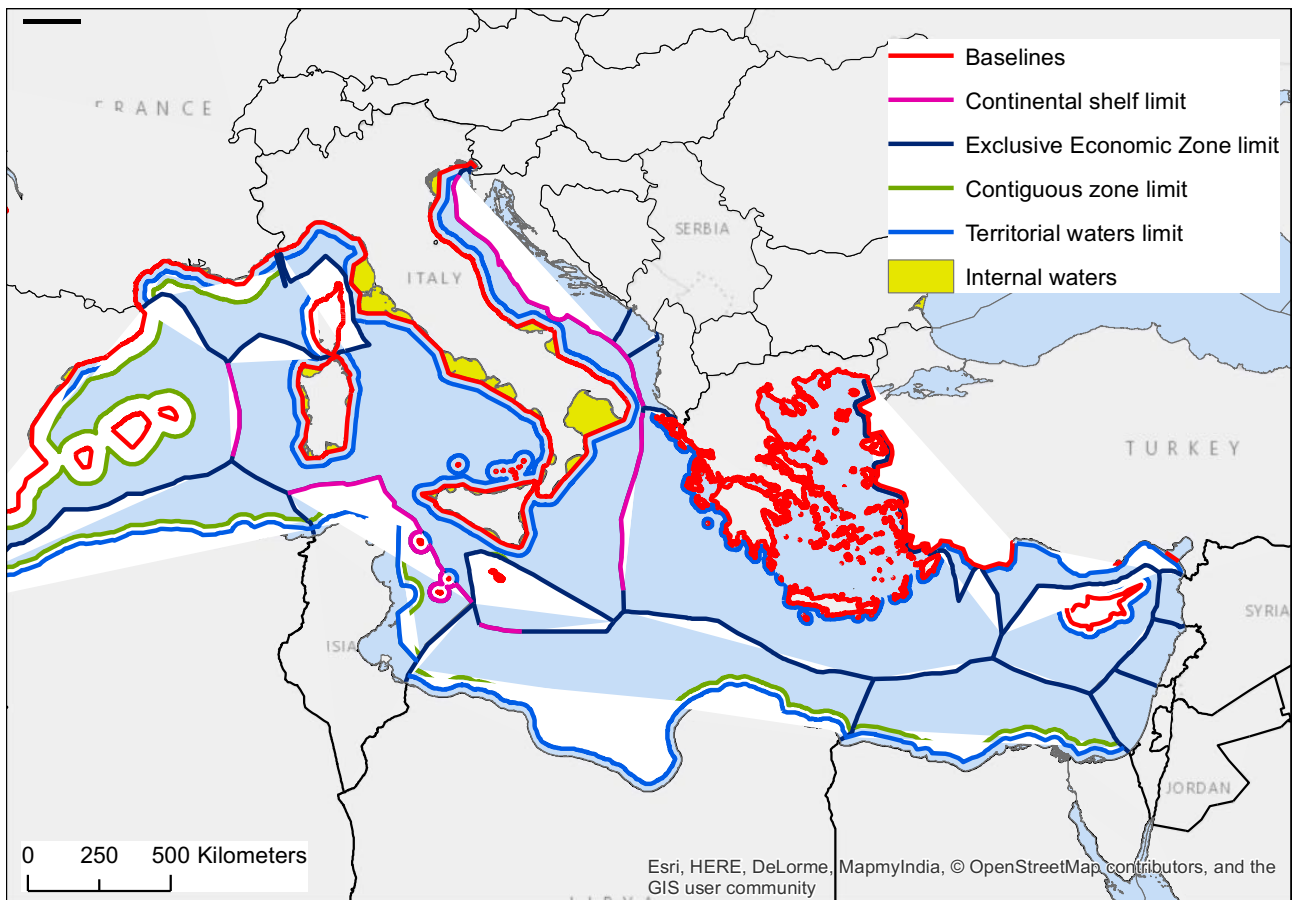 Baselines
Continental shelf limit
Exclusive Economic Zone limit
Contiguous zone limit
Territorial waters limit
Internal waters
FRANCE
SERBIA
ITALY
TURKEY
SYRIA
ISIA
JORDAN
0 250 500 Kilometers
Esri, HERE, DeLorme, MapmyIndia, © OpenStreetMap contributors, and the
GIS user community